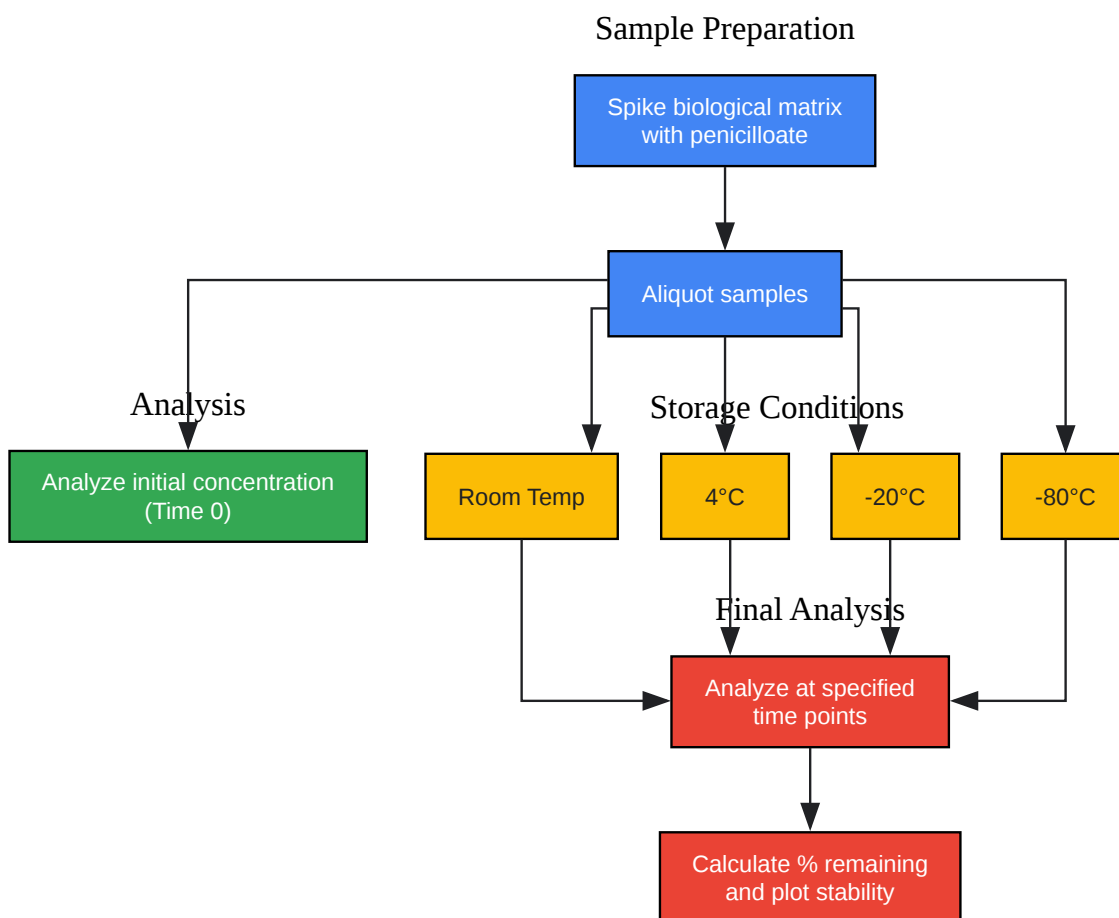 Sample Preparation
Spike biological matrix
with penicilloate
Aliquot samples
Analysis
Storage Conditions
Analyze initial concentration
(Time 0)
Room Temp
4°C
-20°C
-80°C
Final Analysis
Analyze at specified
time points
Calculate % remaining
and plot stability